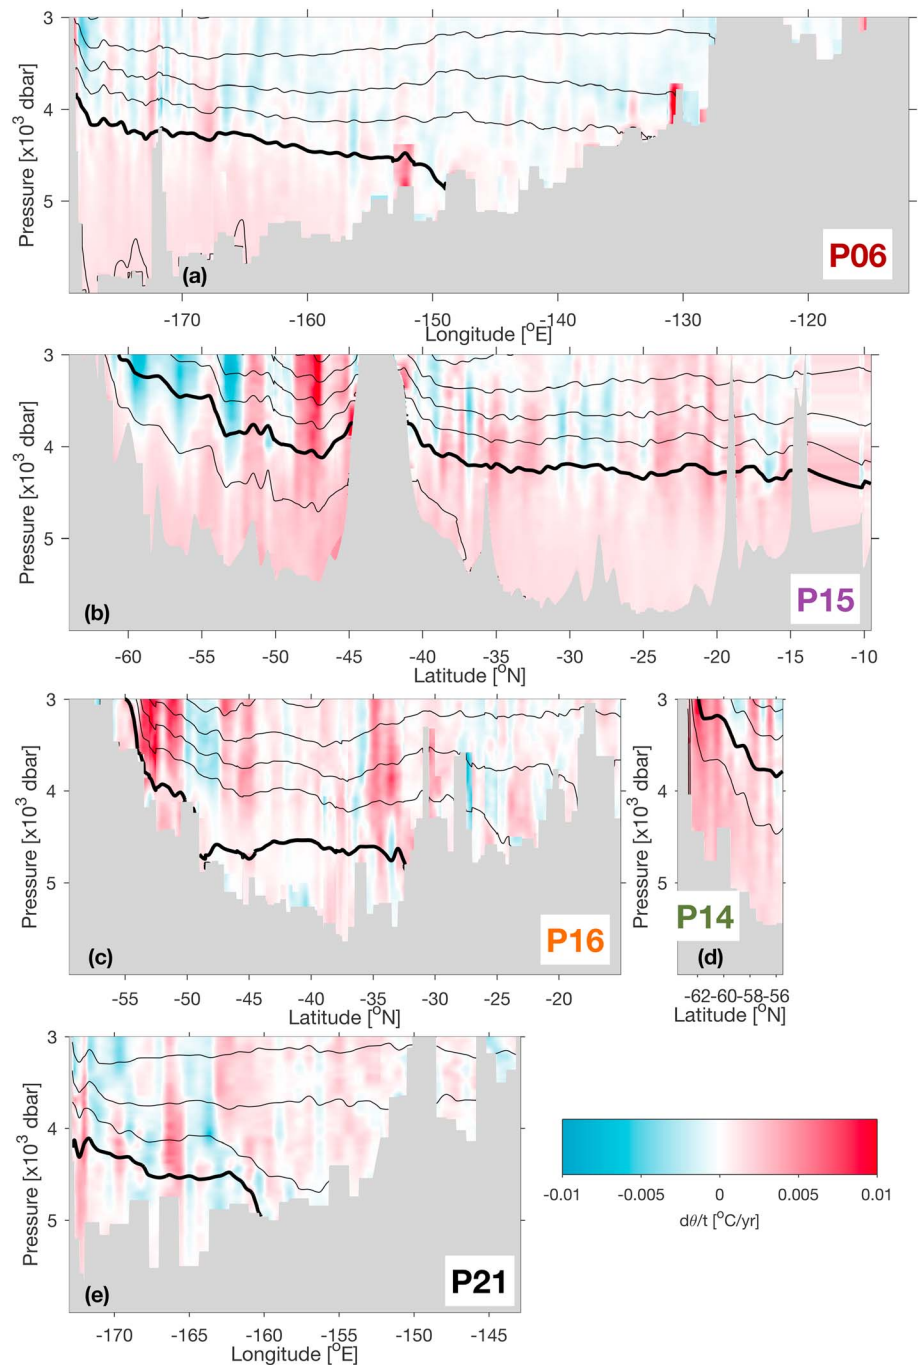 3
4
5
Pressure [x10³ dbar]
(a)
P06
-170 -160 -150 -140 -130 -120
Longitude [°E]
3
4
5
Pressure [x10³ dbar]
(b)
P15
-60 -55 -50 -45 -40 -35 -30 -25 -20 -15 -10
Latitude [°N]
3
4
5
Pressure [x10³ dbar]
(c)
P16
-55 -50 -45 -40 -35 -30 -25 -20
Latitude [°N]
3
4
5
Pressure [x10³ dbar]
P14
(d)
-62-60-58-56
Latitude [°N]
3
4
5
Pressure [x10³ dbar]
(e)
P21
-170 -165 -160 -155 -150 -145
Longitude [°E]
-0.01 -0.005 0 0.005 0.01
dθ/t [°C/yr]